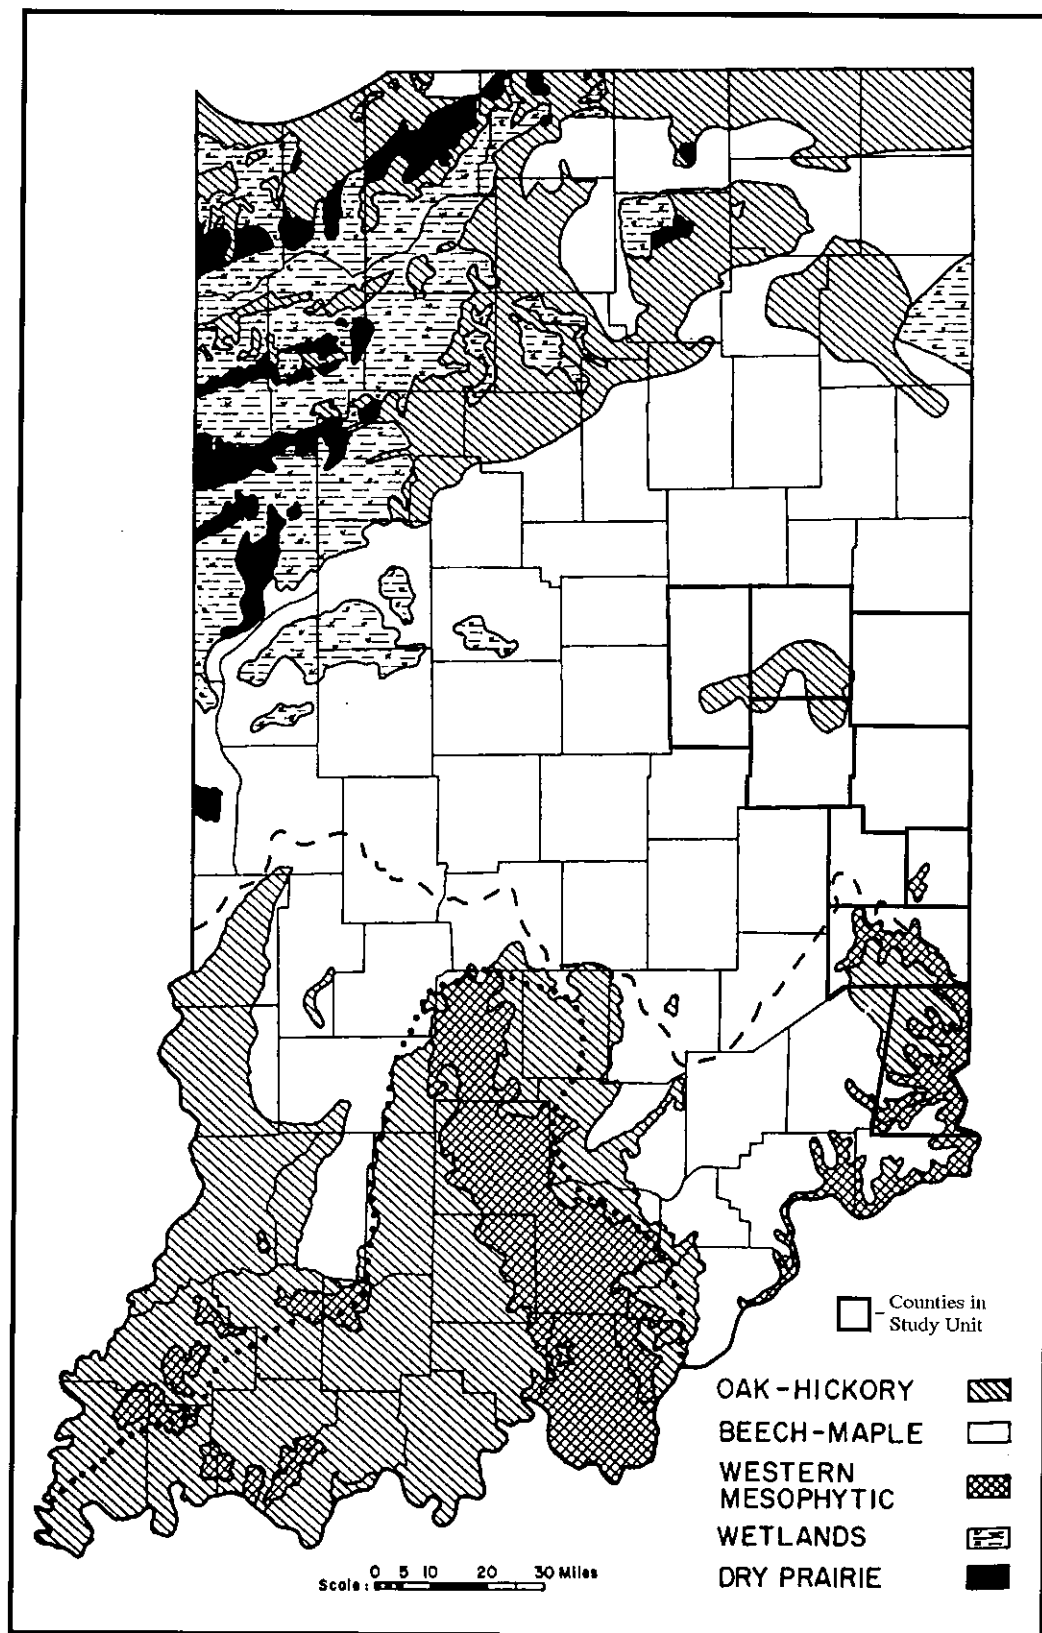 Counties in
Study Unit
OAK-HICKORY
BEECH-MAPLE
WESTERN
MESOPHYTIC
WETLANDS
DRY PRAIRIE
Scale: 0 5 10 20 30 Miles